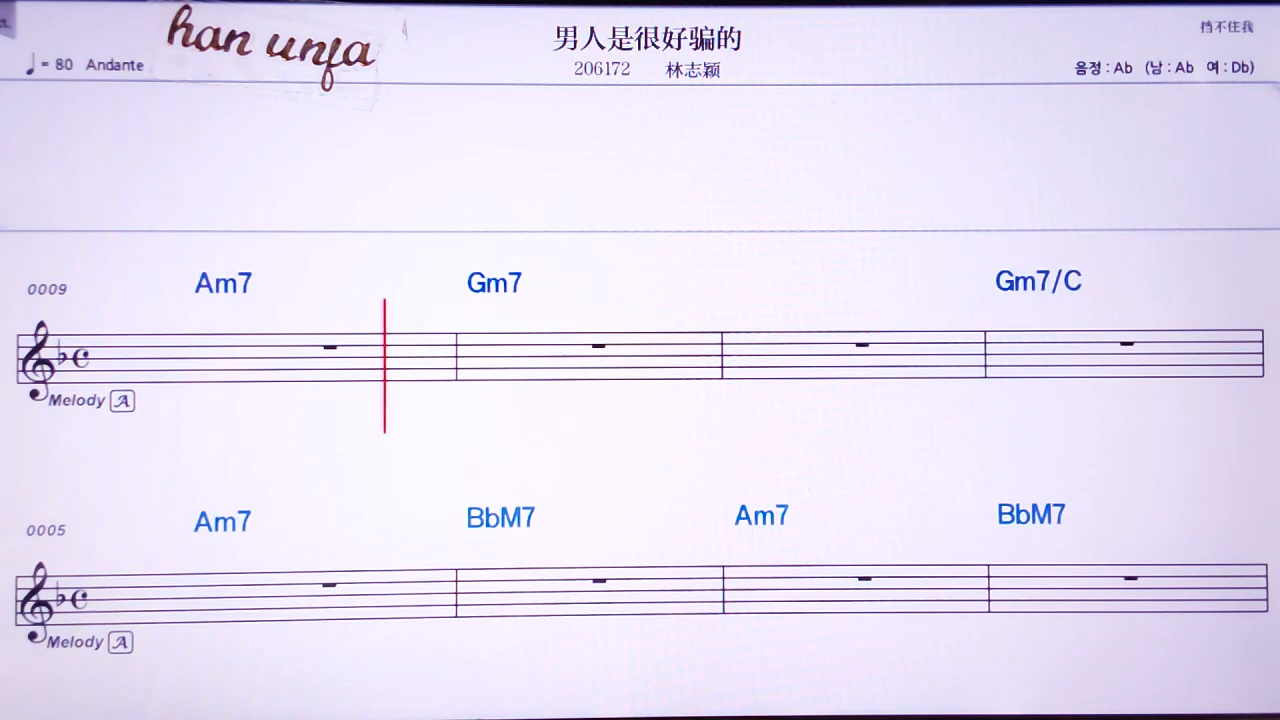 han unfa
男人是很好骗的
挡不住我
♩= 80 Andante
206172 林志颖
음정 : Ab (남 : Ab 여 : Db)
Am7 Gm7 Gm7/C
0009
Melody A
Am7 BbM7 Am7 BbM7
0005
Melody A